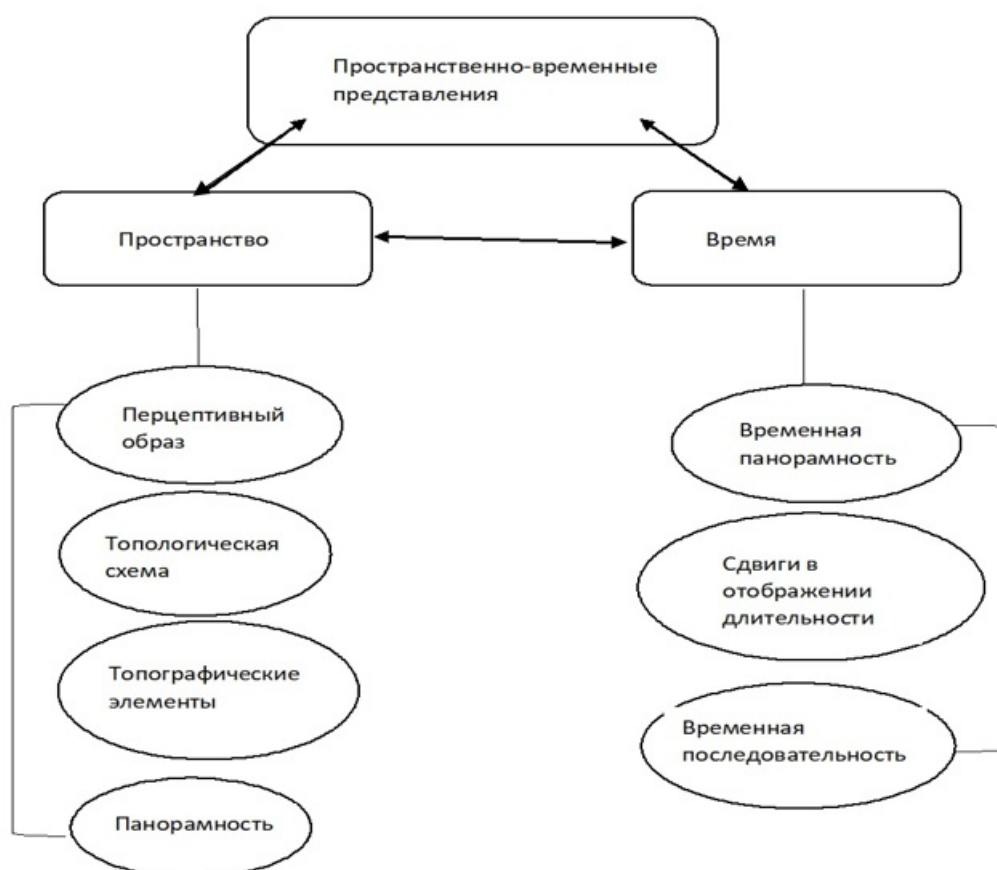 Пространственно-временные
представления
Пространство
Время
Перцептивный
образ
Топологическая
схема
Топографические
элементы
Панорамность
Временная
панорамность
Сдвиги в
отображении
длительности
Временная
последовательность